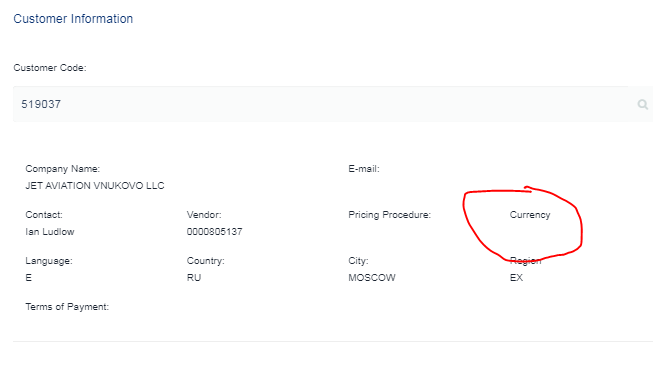 Customer Information
Customer Code:
519037
Company Name:
E-mail:
JET AVIATION VNUKOVO LLC
Contact:
Vendor:
Pricing Procedure:
Currency
Ian Ludlow
0000805137
Language:
Country:
City:
Region
E
RU
MOSCOW
EX
Terms of Payment: